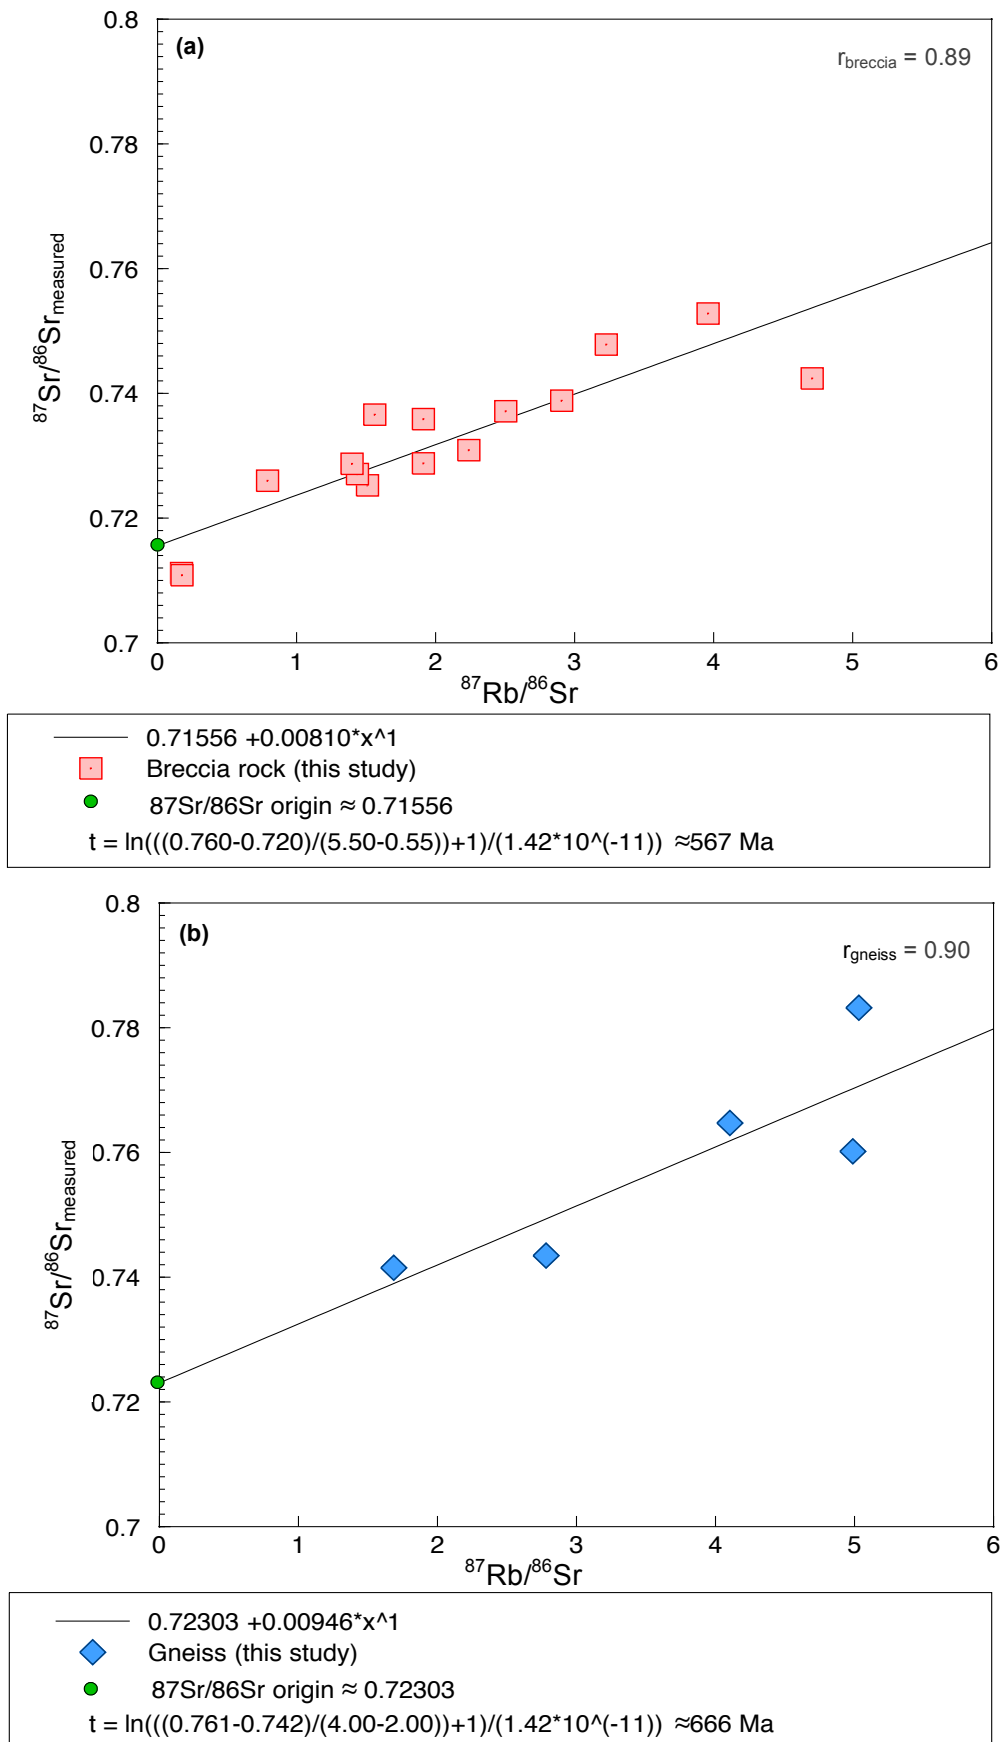 0.8
(a)
r_breccia = 0.89
0.78
0.76
0.74
0.72
0.7
87Sr/86Sr measured
0 1 2 3 4 5 6
87Rb/86Sr
0.71556 +0.00810*x^1
Breccia rock (this study)
87Sr/86Sr origin ≈ 0.71556
t = ln(((0.760-0.720)/(5.50-0.55))+1)/(1.42*10^(-11)) ≈567 Ma
0.8
(b)
r_gneiss = 0.90
0.78
0.76
0.74
0.72
0.7
87Sr/86Sr measured
0 1 2 3 4 5 6
87Rb/86Sr
0.72303 +0.00946*x^1
Gneiss (this study)
87Sr/86Sr origin ≈ 0.72303
t = ln(((0.761-0.742)/(4.00-2.00))+1)/(1.42*10^(-11)) ≈666 Ma